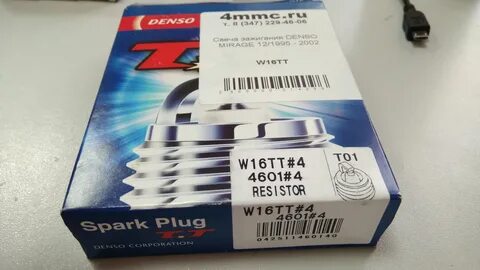 DENSO
4mmc.ru
т. 8 (347) 229-46-06
Свеча зажигания DENSO
MIRAGE 12/1995 - 2002
W16TT
W16TT#4
4601#4
RESISTOR
T01
W16TT#4
4601#4
042511460140
Spark Plug
T.T
DENSO CORPORATION